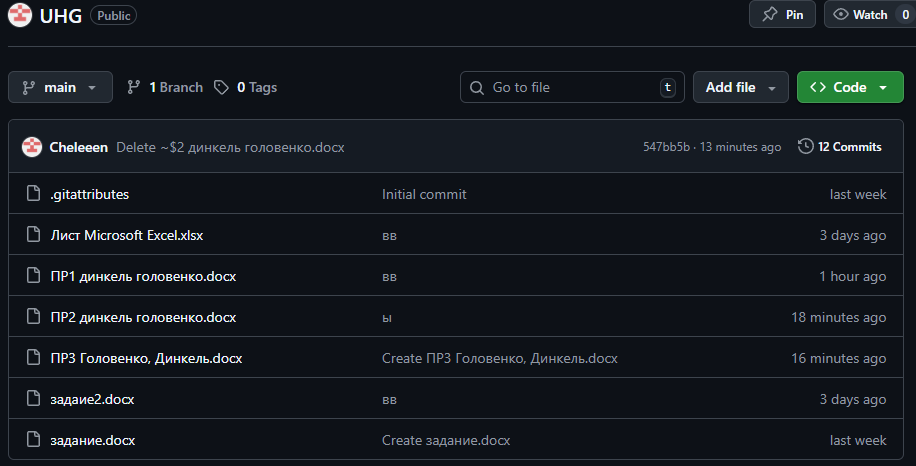 UHG Public Pin Watch 0
main 1 Branch 0 Tags Go to file t Add file Code
Cheleeen Delete ~$2 динкель головенко.docx 547bb5b · 13 minutes ago 12 Commits
.gitattributes Initial commit last week
Лист Microsoft Excel.xlsx вв 3 days ago
ПР1 динкель головенко.docx вв 1 hour ago
ПР2 динкель головенко.docx ы 18 minutes ago
ПР3 Головенко, Динкель.docx Create ПР3 Головенко, Динкель.docx 16 minutes ago
задаие2.docx вв 3 days ago
задание.docx Create задание.docx last week